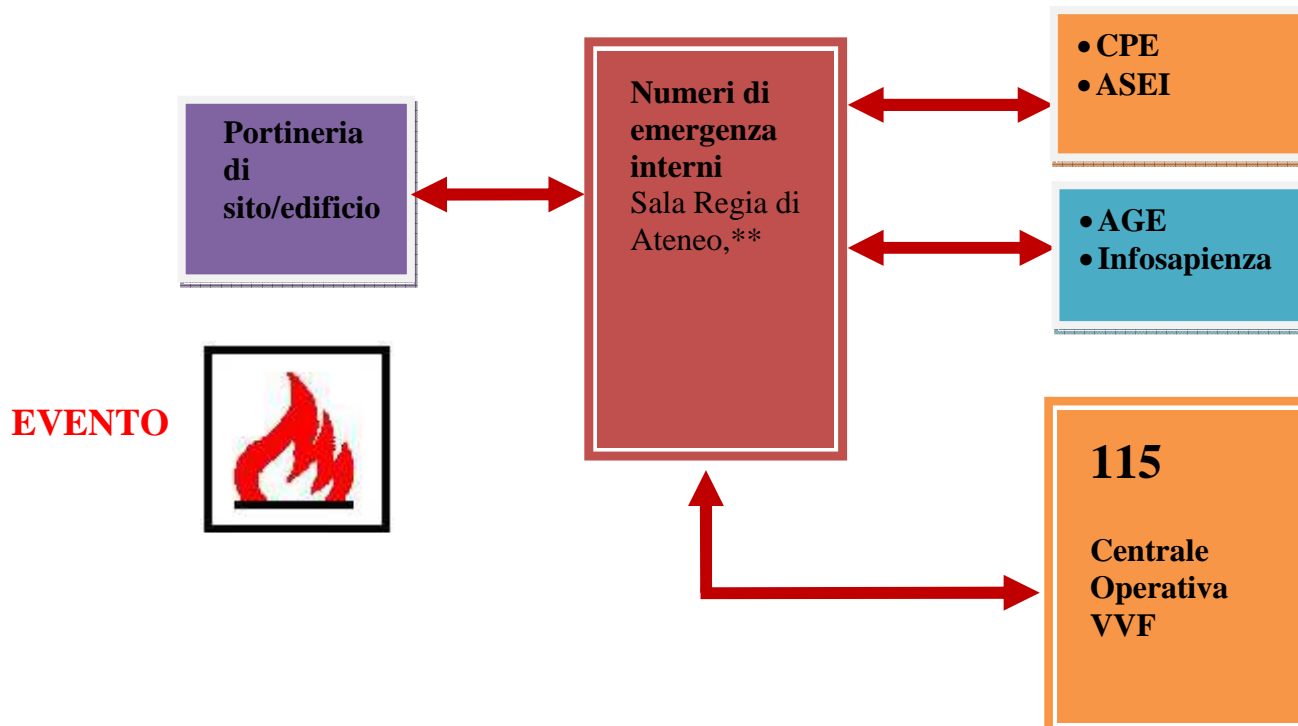 Portineria
di
sito/edificio
EVENTO
Numeri di
emergenza
interni
Sala Regia di
Ateneo,**
• CPE
• ASEI
• AGE
• Infosapienza
115
Centrale
Operativa
VVF